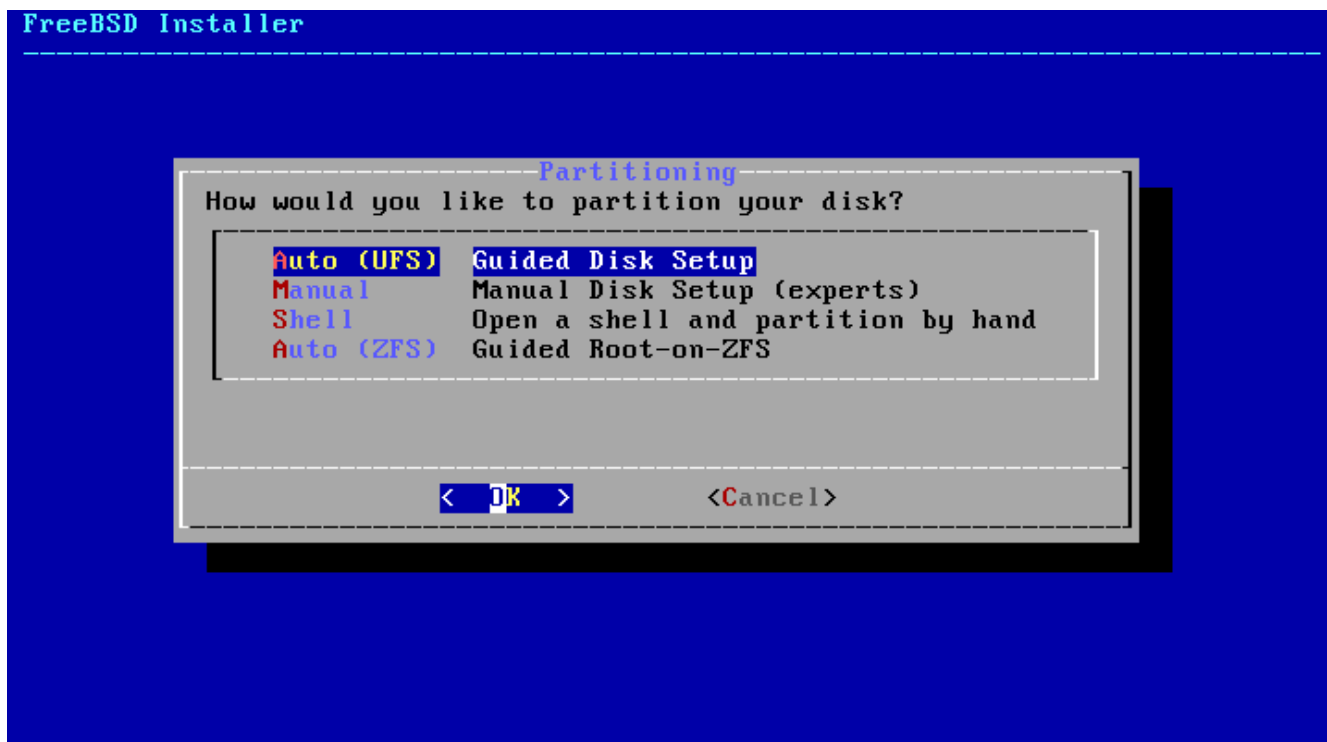 FreeBSD Installer
Partitioning
How would you like to partition your disk?
Auto (UFS) Guided Disk Setup
Manual Manual Disk Setup (experts)
Shell Open a shell and partition by hand
Auto (ZFS) Guided Root-on-ZFS
< OK > <Cancel>